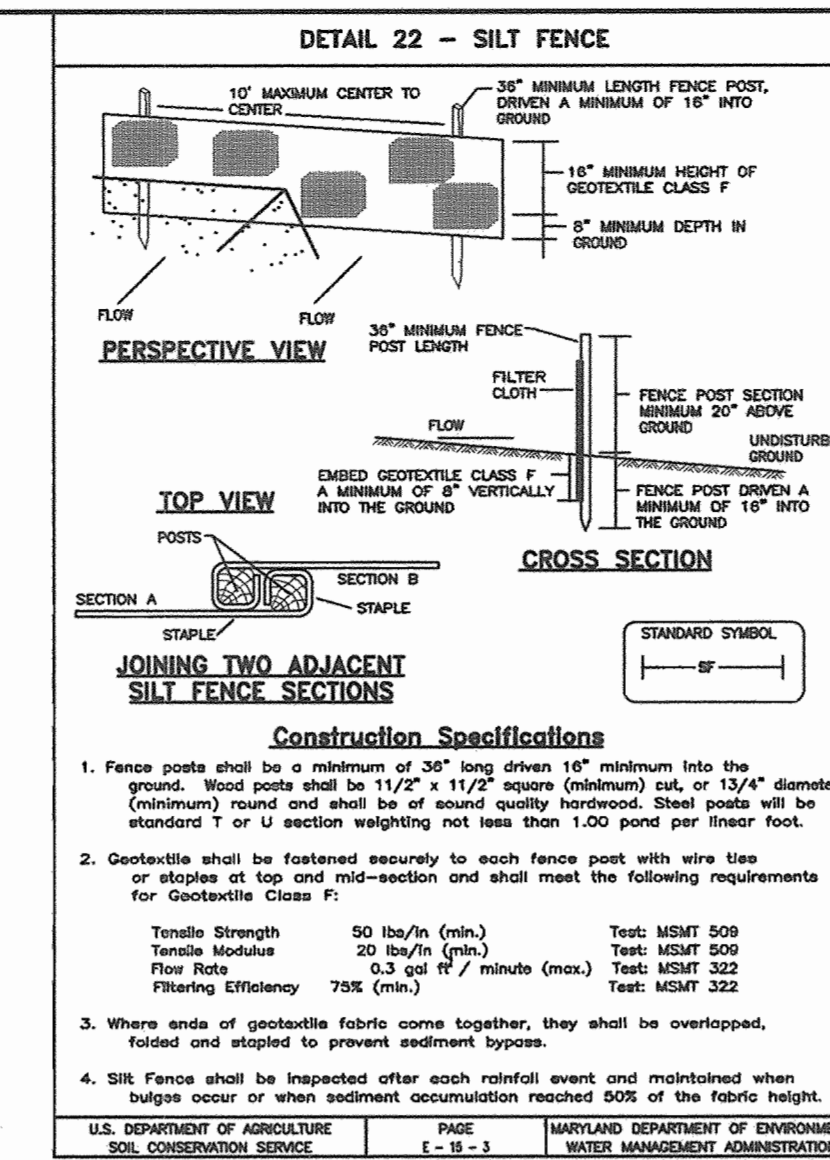 DETAIL 22 – SILT FENCE
10' MAXIMUM CENTER TO
CENTER
36" MINIMUM LENGTH FENCE POST,
DRIVEN A MINIMUM OF 16" INTO
GROUND
16" MINIMUM HEIGHT OF
GEOTEXTILE CLASS F
8" MINIMUM DEPTH IN
GROUND
FLOW
FLOW
PERSPECTIVE VIEW
36" MINIMUM FENCE
POST LENGTH
FILTER
CLOTH
FENCE POST SECTION
MINIMUM 20" ABOVE
GROUND
FLOW
UNDISTURB
GROUND
EMBED GEOTEXTILE CLASS F
A MINIMUM OF 8" VERTICALLY
INTO THE GROUND
FENCE POST DRIVEN A
MINIMUM OF 16" INTO
THE GROUND
TOP VIEW
POSTS
CROSS SECTION
SECTION B
SECTION A
STAPLE
STAPLE
JOINING TWO ADJACENT
SILT FENCE SECTIONS
STANDARD SYMBOL
SF
Construction Specifications
1. Fence posts shall be a minimum of 36" long driven 16" minimum into the
ground. Wood posts shall be 11/2" x 11/2" square (minimum) cut, or 13/4" diamete
(minimum) round and shall be of sound quality hardwood. Steel posts will be
standard T or U section weighting not less than 1.00 pond per linear foot.
2. Geotextile shall be fastened securely to each fence post with wire ties
or staples at top and mid-section and shall meet the following requirements
for Geotextile Class F:
Tensile Strength 50 lbs/in (min.) Test: MSMT 509
Tensile Modulus 20 lbs/in (min.) Test: MSMT 509
Flow Rate 0.3 gal ft² / minute (max.) Test: MSMT 322
Filtering Efficiency 75% (min.) Test: MSMT 322
3. Where ends of geotextile fabric come together, they shall be overlapped,
folded and stapled to prevent sediment bypass.
4. Silt Fence shall be inspected after each rainfall event and maintained when
bulges occur or when sediment accumulation reached 50% of the fabric height.
U.S. DEPARTMENT OF AGRICULTURE
SOIL CONSERVATION SERVICE
PAGE
E – 15 – 3
MARYLAND DEPARTMENT OF ENVIRONME
WATER MANAGEMENT ADMINISTRATION